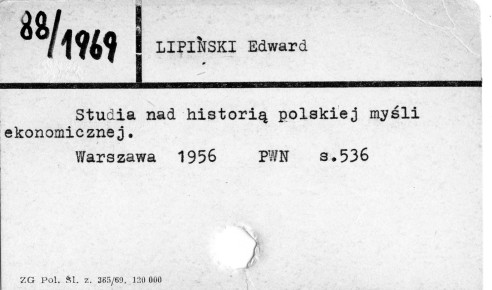 88/1969
LIPIŃSKI Edward
Studia nad historią polskiej myśli
ekonomicznej.
Warszawa 1956 PWN s.536
ZG Pol. Śl. z. 365/69. 120 000